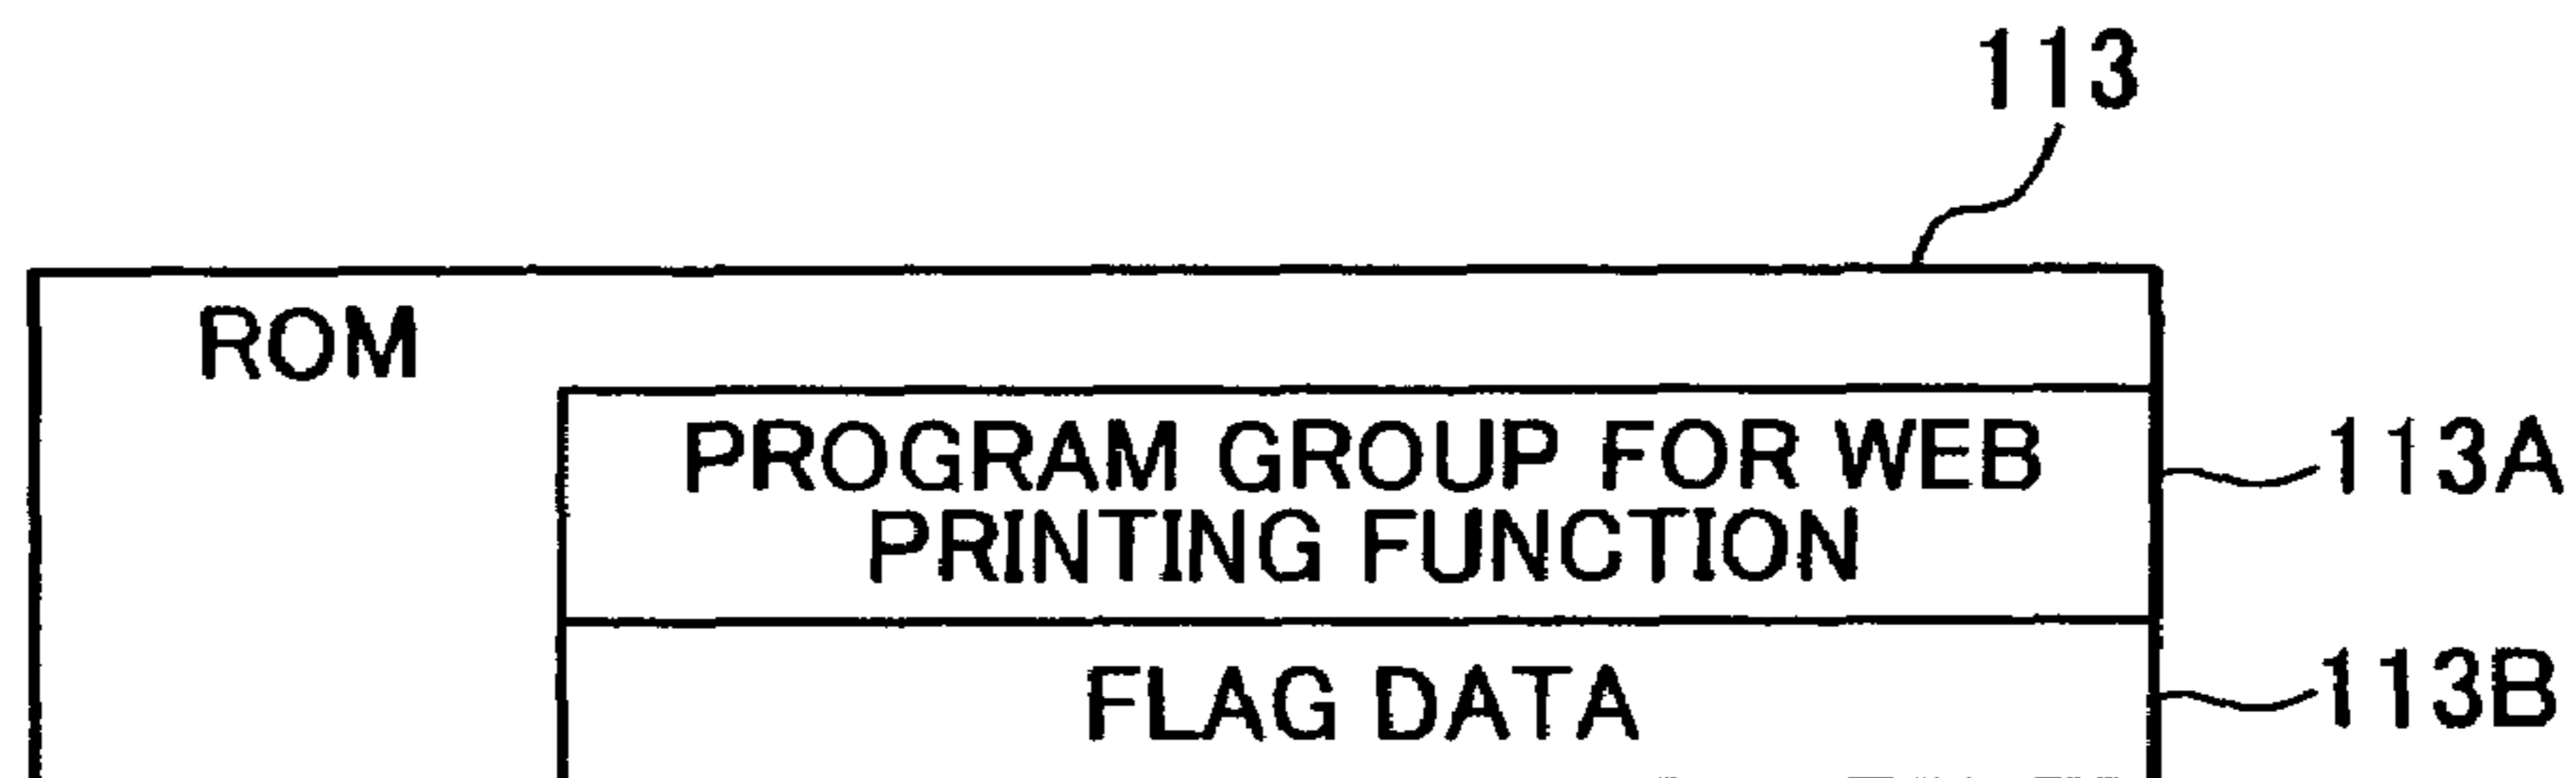 113
ROM
PROGRAM GROUP FOR WEB
PRINTING FUNCTION
113A
FLAG DATA
113B